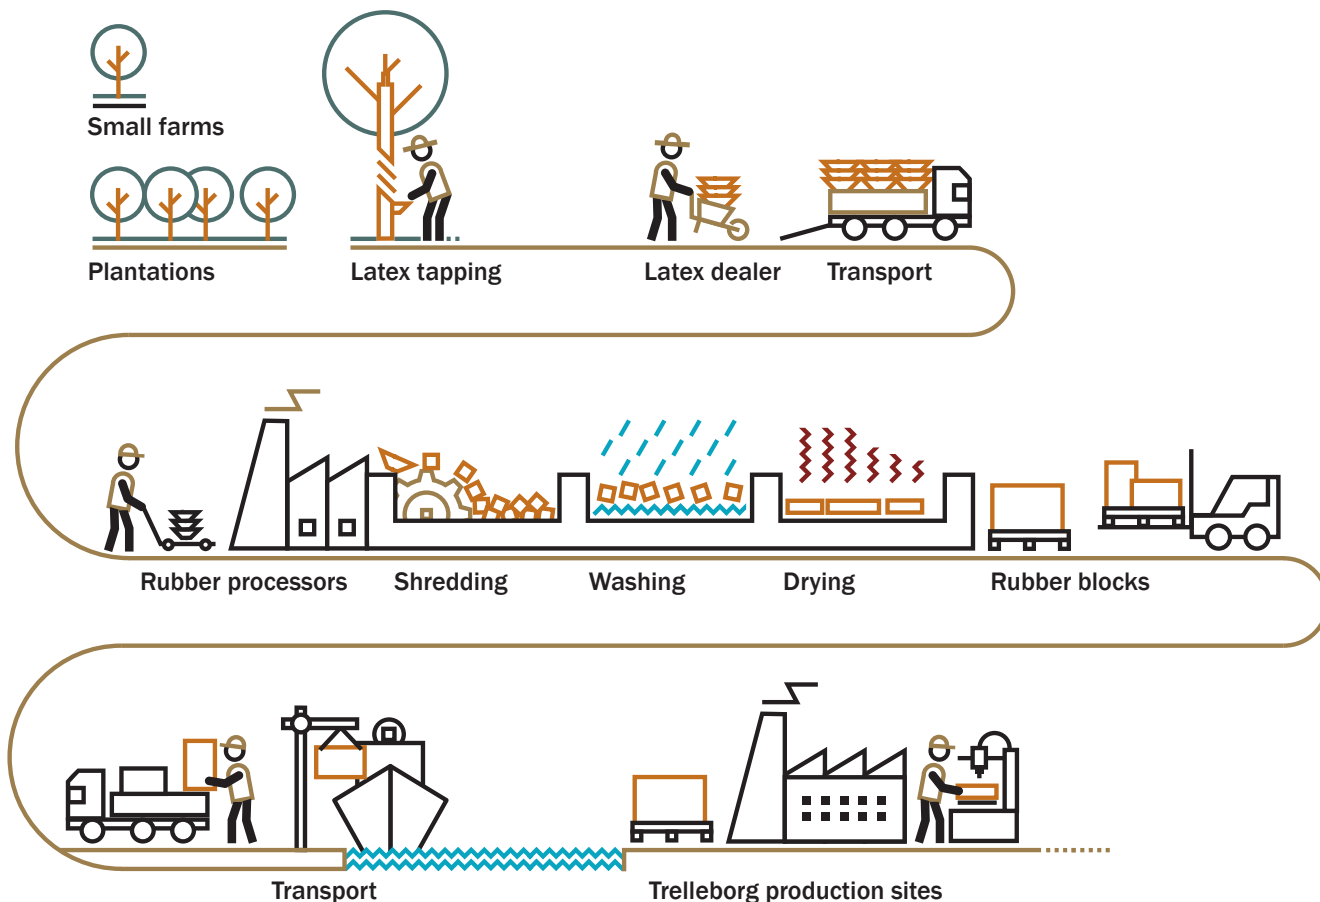 Small farms
Plantations
Latex tapping
Latex dealer
Transport
Rubber processors
Shredding
Washing
Drying
Rubber blocks
Transport
Trelleborg production sites